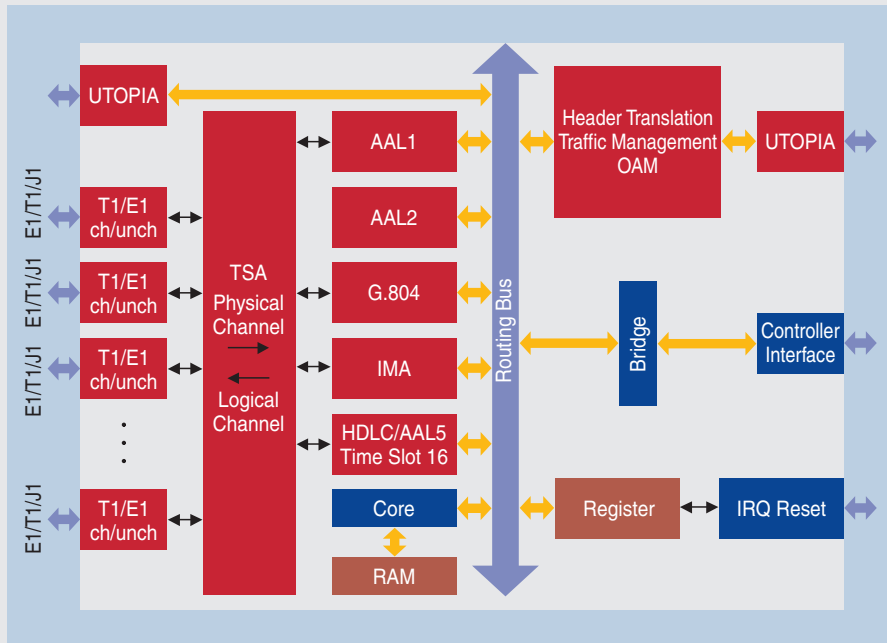 UTOPIA
E1/T1/J1
T1/E1
ch/unch
E1/T1/J1
T1/E1
ch/unch
E1/T1/J1
T1/E1
ch/unch
E1/T1/J1
T1/E1
ch/unch
TSA
Physical
Channel
Logical
Channel
AAL1
AAL2
G.804
IMA
HDLC/AAL5
Time Slot 16
Core
RAM
Routing Bus
Header Translation
Traffic Management
OAM
UTOPIA
Bridge
Controller
Interface
Register
IRQ Reset